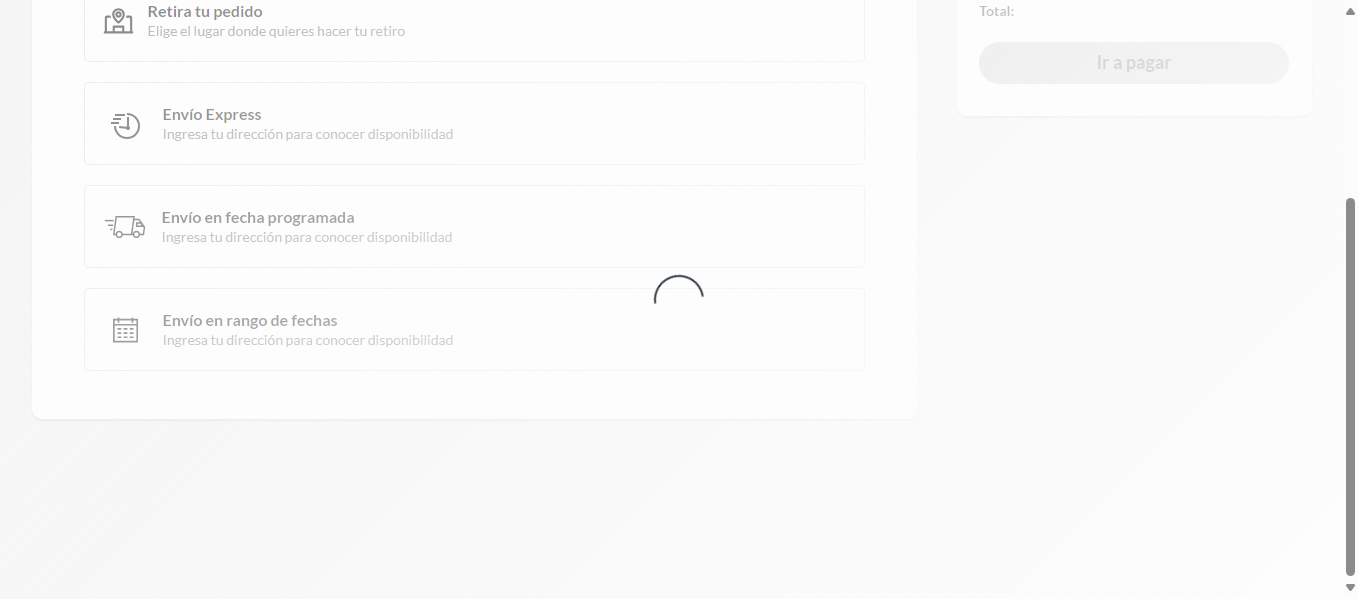 Retira tu pedido
Elige el lugar donde quieres hacer tu retiro
Envío Express
Ingresa tu dirección para conocer disponibilidad
Envío en fecha programada
Ingresa tu dirección para conocer disponibilidad
Envío en rango de fechas
Ingresa tu dirección para conocer disponibilidad
Total:
Ir a pagar